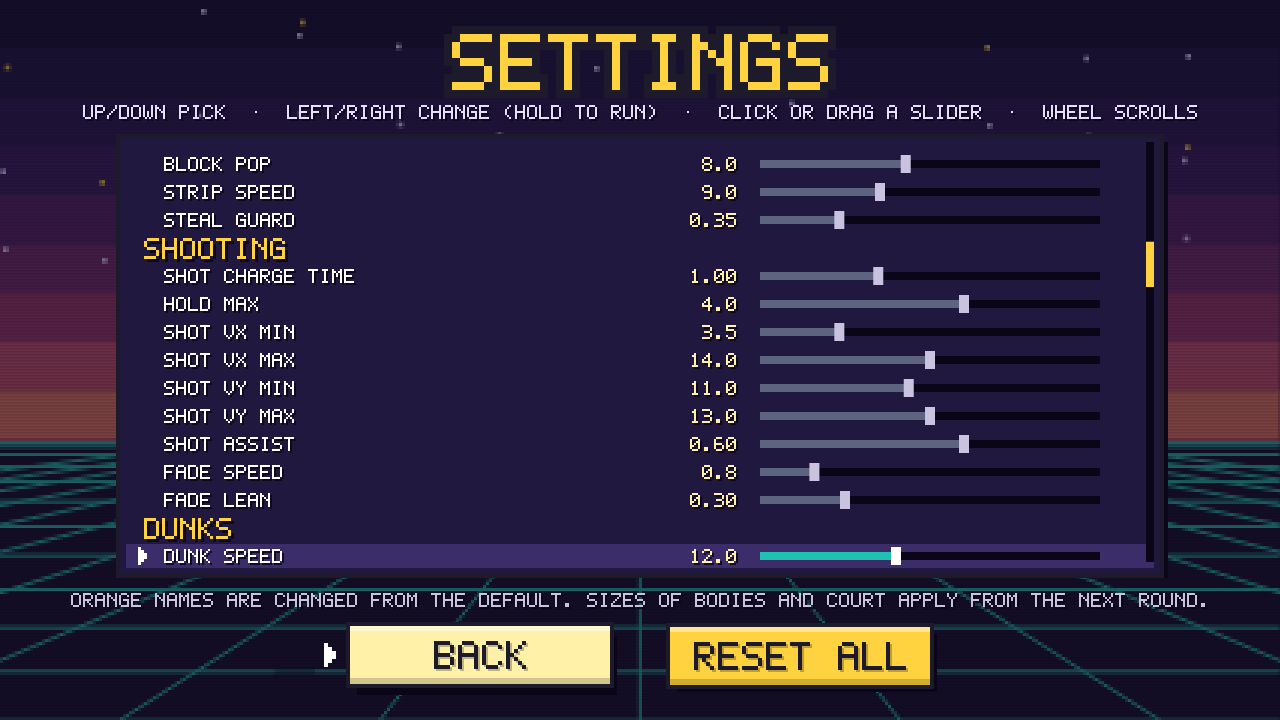 SETTINGS
UP/DOWN PICK · LEFT/RIGHT CHANGE (HOLD TO RUN) · CLICK OR DRAG A SLIDER · WHEEL SCROLLS
BLOCK POP 8.0
STRIP SPEED 9.0
STEAL GUARD 0.35
SHOOTING
SHOT CHARGE TIME 1.00
HOLD MAX 4.0
SHOT VX MIN 3.5
SHOT VX MAX 14.0
SHOT VY MIN 11.0
SHOT VY MAX 13.0
SHOT ASSIST 0.60
FADE SPEED 0.8
FADE LEAN 0.30
DUNKS
DUNK SPEED 12.0
ORANGE NAMES ARE CHANGED FROM THE DEFAULT. SIZES OF BODIES AND COURT APPLY FROM THE NEXT ROUND.
BACK RESET ALL